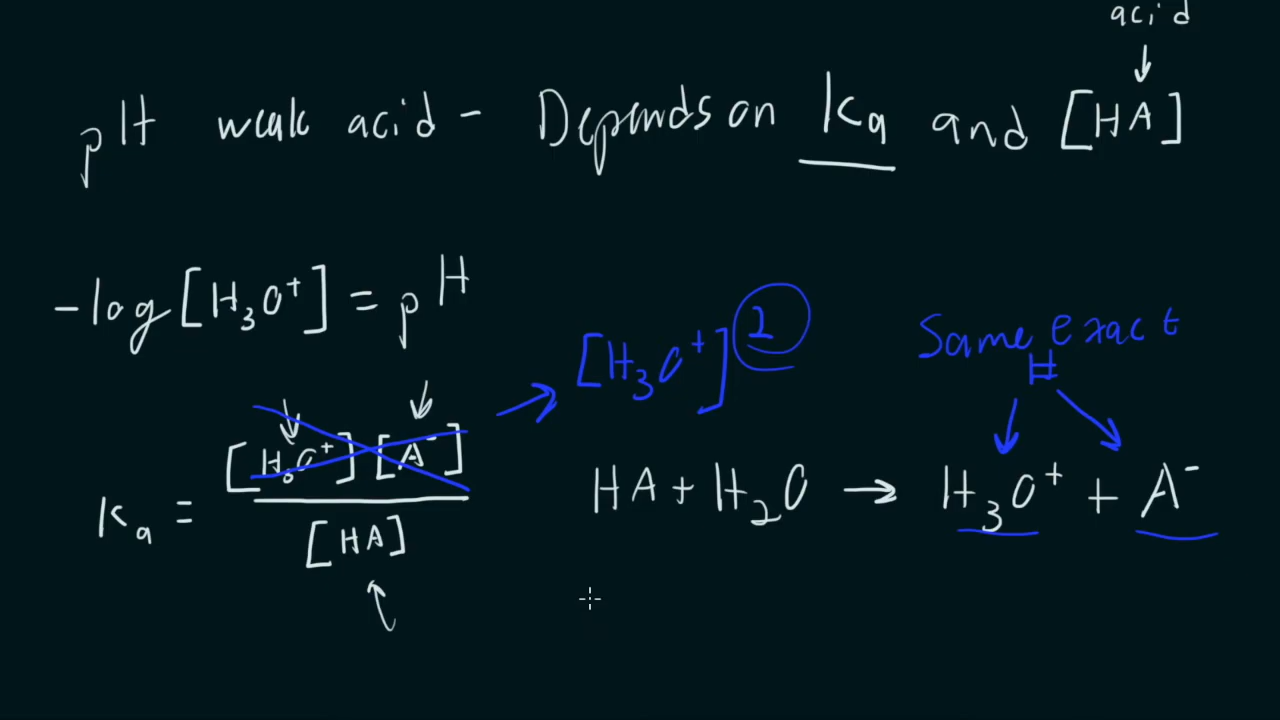 acid
pH weak acid - Depends on Ka and [HA]
-log[H₃O⁺] = pH
[H₃O⁺]²
Same exact
#
Ka = [H₃O⁺][A⁻] / [HA]
HA + H₂O → H₃O⁺ + A⁻